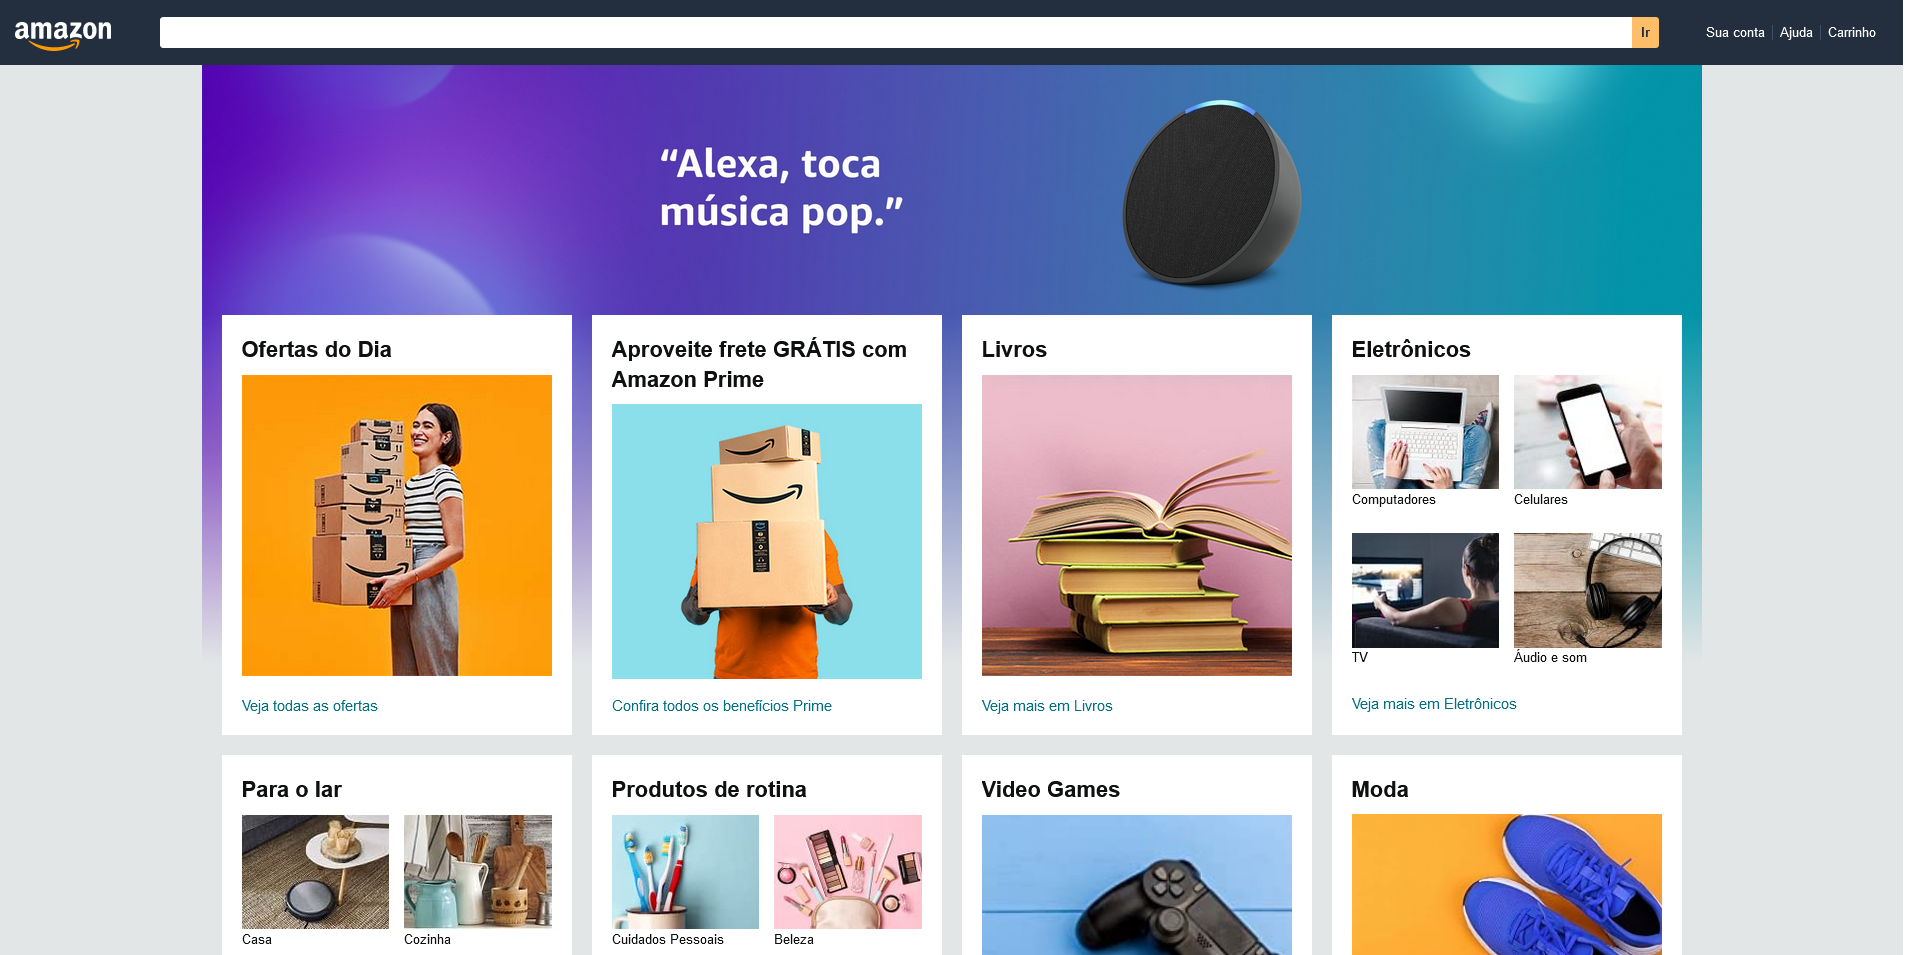 amazon
Ir
Sua conta
Ajuda
Carrinho
“Alexa, toca
música pop.”
Ofertas do Dia
Veja todas as ofertas
Aproveite frete GRÁTIS com
Amazon Prime
Confira todos os benefícios Prime
Livros
Veja mais em Livros
Eletrônicos
Computadores
Celulares
TV
Áudio e som
Veja mais em Eletrônicos
Para o lar
Casa
Cozinha
Produtos de rotina
Cuidados Pessoais
Beleza
Video Games
Moda